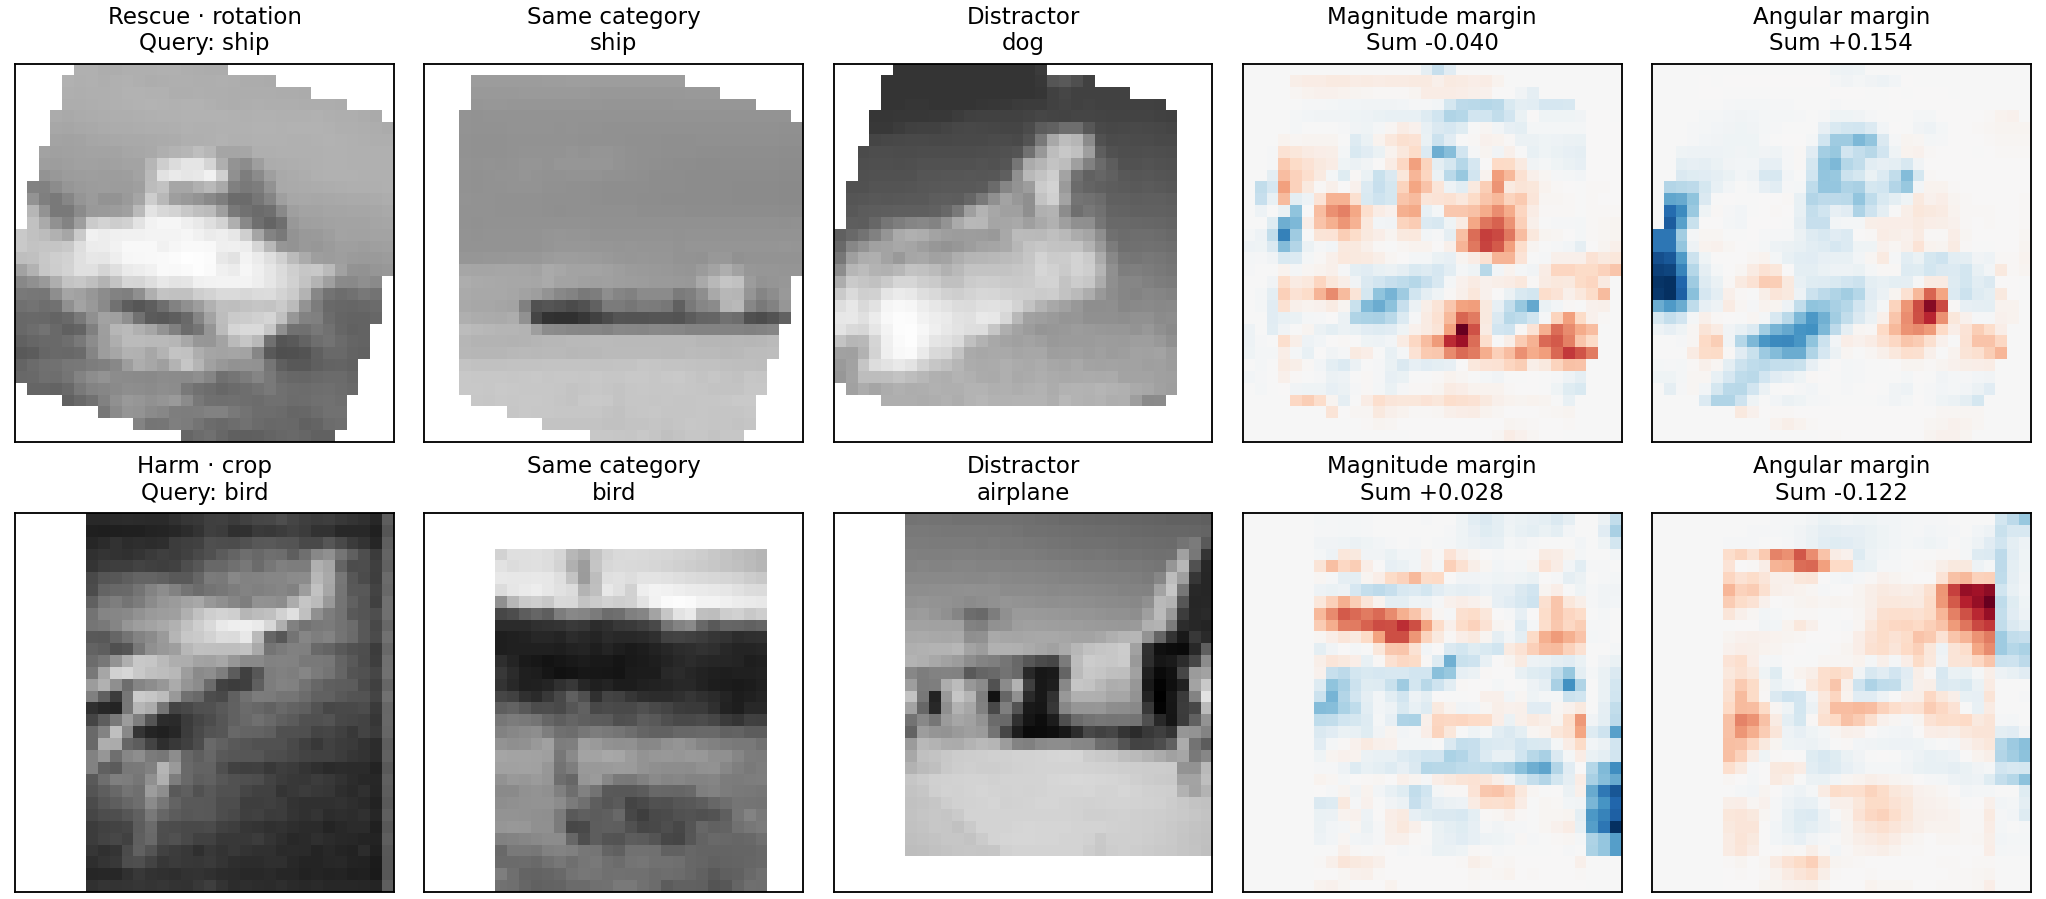 Rescue · rotation
Query: ship
Same category
ship
Distractor
dog
Magnitude margin
Sum -0.040
Angular margin
Sum +0.154
Harm · crop
Query: bird
Same category
bird
Distractor
airplane
Magnitude margin
Sum +0.028
Angular margin
Sum -0.122